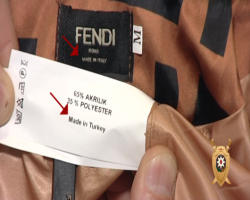 FENDI
ROMA
MADE IN ITALY
M
65% AKRILIK
35 % POLYESTER
Made in Turkey